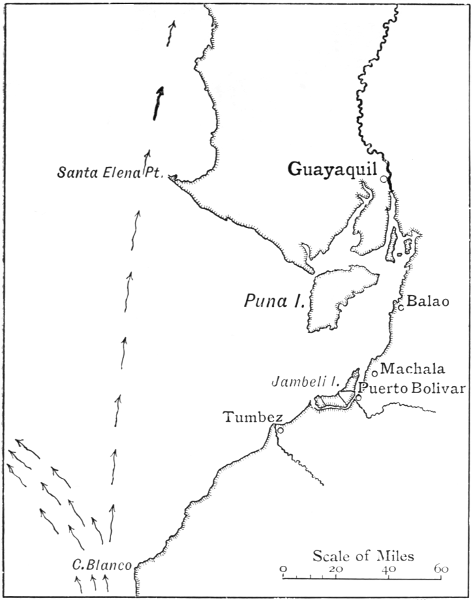 Santa Elena Pt.
Guayaquil
Puna I.
Balao
Jambeli I.
Machala
Puerto Bolivar
Tumbez
C. Blanco
Scale of Miles
0 20 40 60